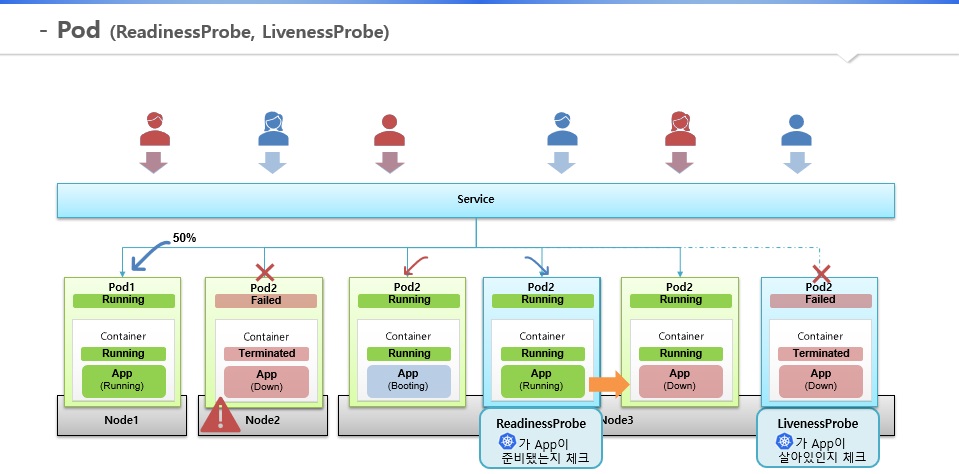 - Pod (ReadinessProbe, LivenessProbe)
Service
50%
Pod1
Running
Container
Running
App
(Running)
Pod2
Failed
Container
Terminated
App
(Down)
Pod2
Running
Container
Running
App
(Booting)
Pod2
Running
Container
Running
App
(Running)
Pod2
Running
Container
Running
App
(Down)
Pod2
Failed
Container
Terminated
App
(Down)
Node1
Node2
Node3
ReadinessProbe
가 App이
준비됐는지 체크
LivenessProbe
가 App이
살아있인지 체크